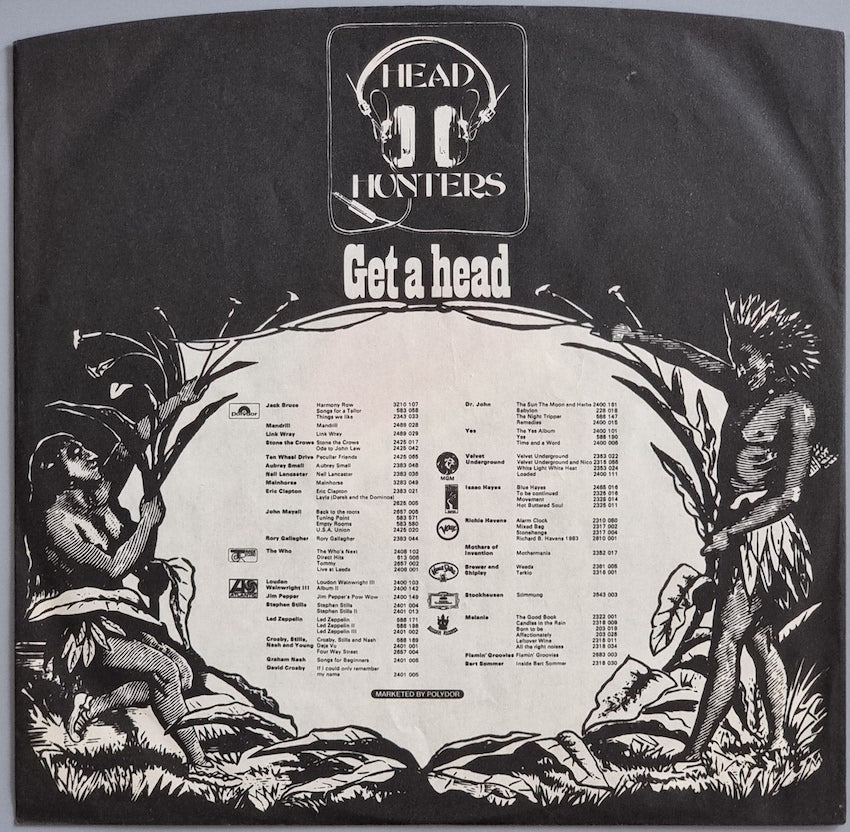 HEAD
HUNTERS
Get a head
Polydor
Jack Bruce Harmony Row 3210 107
Songs for a Tailor 583 058
Things we like 2343 033
Mandrill Mandrill 2489 028
Link Wray Link Wray 2489 029
Stone the Crows Stone the Crows 2425 017
Ode to John Law 2425 042
Ten Wheel Drive Peculiar Friends 2425 065
Aubrey Small Aubrey Small 2383 048
Neil Lancaster Neil Lancaster 2383 036
Mainhorse Mainhorse 2383 049
Eric Clapton Eric Clapton 2383 021
Layla (Derek and the Dominos)
2625 005
John Mayall Back to the roots 2657 005
Turning Point 583 571
Empty Rooms 583 580
U.S.A. Union 2425 020
Rory Gallagher Rory Gallagher 2383 044
The Who The Who's Next 2408 102
Direct Hits 613 006
Tommy 2657 002
Live at Leeds 2406 001
Loudon
Wainwright III Loudon Wainwright III 2400 103
Album II 2400 142
Jim Pepper Jim Pepper's Pow Wow 2400 149
Stephen Stills Stephen Stills 2401 004
Stephen Stills II 2401 013
Led Zeppelin Led Zeppelin 588 171
Led Zeppelin II 588 198
Led Zeppelin III 2401 002
Crosby, Stills,
Nash and Young Crosby, Stills and Nash 588 189
Deja Vu 2401 001
Four Way Street 2657 004
Graham Nash Songs for Beginners 2401 005
David Crosby If I could only remember
my name 2401 005
Dr. John The Sun The Moon and Herbs 2400 161
Babylon 228 018
The Night Tripper 588 147
Remedies 2400 015
Yes The Yes Album 2400 101
Yes 588 190
Time and a Word 2400 006
MGM
Velvet
Underground Velvet Underground 2353 022
Velvet Underground and Nico 2315 056
White Light White Heat 2353 024
Loaded 2400 111
Isaac Hayes Blue Hayes 2465 016
To be continued 2325 016
Movement 2325 014
Hot Buttered Soul 2325 011
Verve
Richie Havens Alarm Clock 2310 080
Mixed Bag 2317 002
Stonehenge 2317 004
Richard B. Havens 1983 2610 001
Mothers of
Invention Mothermania 2352 017
Brewer and
Shipley Weeds 2361 005
Tarkio 2316 001
Stockhausen Stimmung 2543 003
Melanie The Good Book 2322 001
Candles in the Rain 2318 009
Born to be 203 019
Affectionately 203 028
Leftover Wine 2318 011
All the right noises 2318 034
Flamin' Groovies Flamin' Groovies 2683 003
Bert Sommer Inside Bert Sommer 2318 030
MARKETED BY POLYDOR